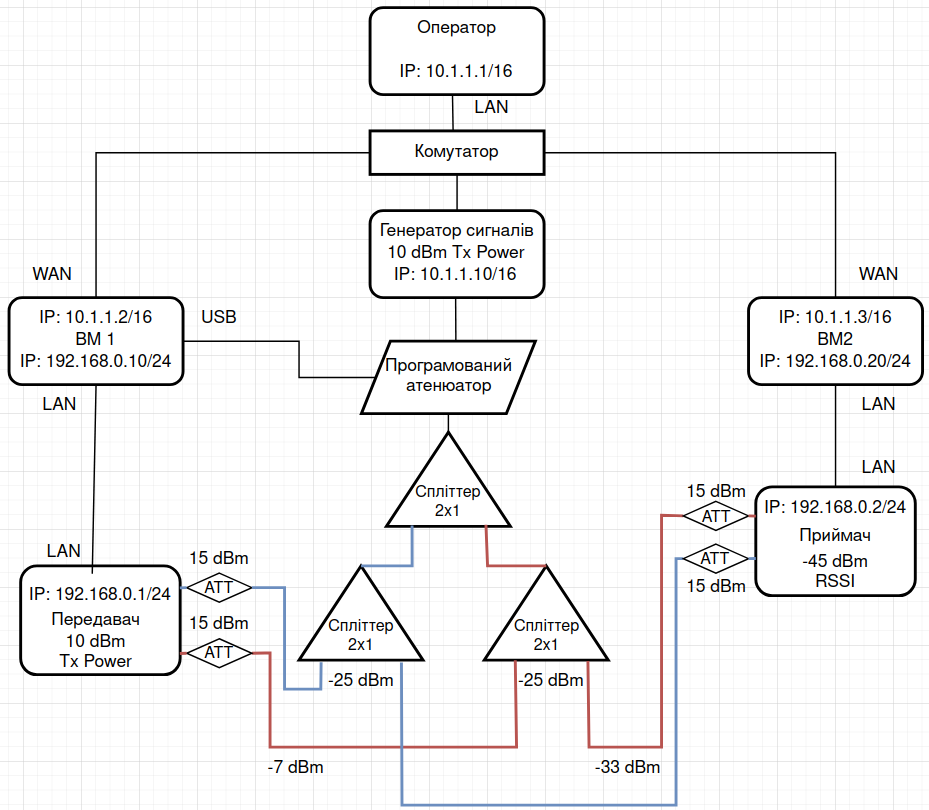 Оператор
IP: 10.1.1.1/16
LAN
Комутатор
Генератор сигналів
10 dBm Tx Power
IP: 10.1.1.10/16
WAN
WAN
IP: 10.1.1.2/16
ВМ 1
IP: 192.168.0.10/24
USB
IP: 10.1.1.3/16
ВМ2
IP: 192.168.0.20/24
Програмований
атенюатор
LAN
LAN
LAN
Спліттер
2x1
15 dBm
ATT
ATT
15 dBm
IP: 192.168.0.2/24
Приймач
-45 dBm
RSSI
LAN
15 dBm
ATT
15 dBm
ATT
IP: 192.168.0.1/24
Передавач
10 dBm
Tx Power
Спліттер
2x1
Спліттер
2x1
-25 dBm
-25 dBm
-7 dBm
-33 dBm